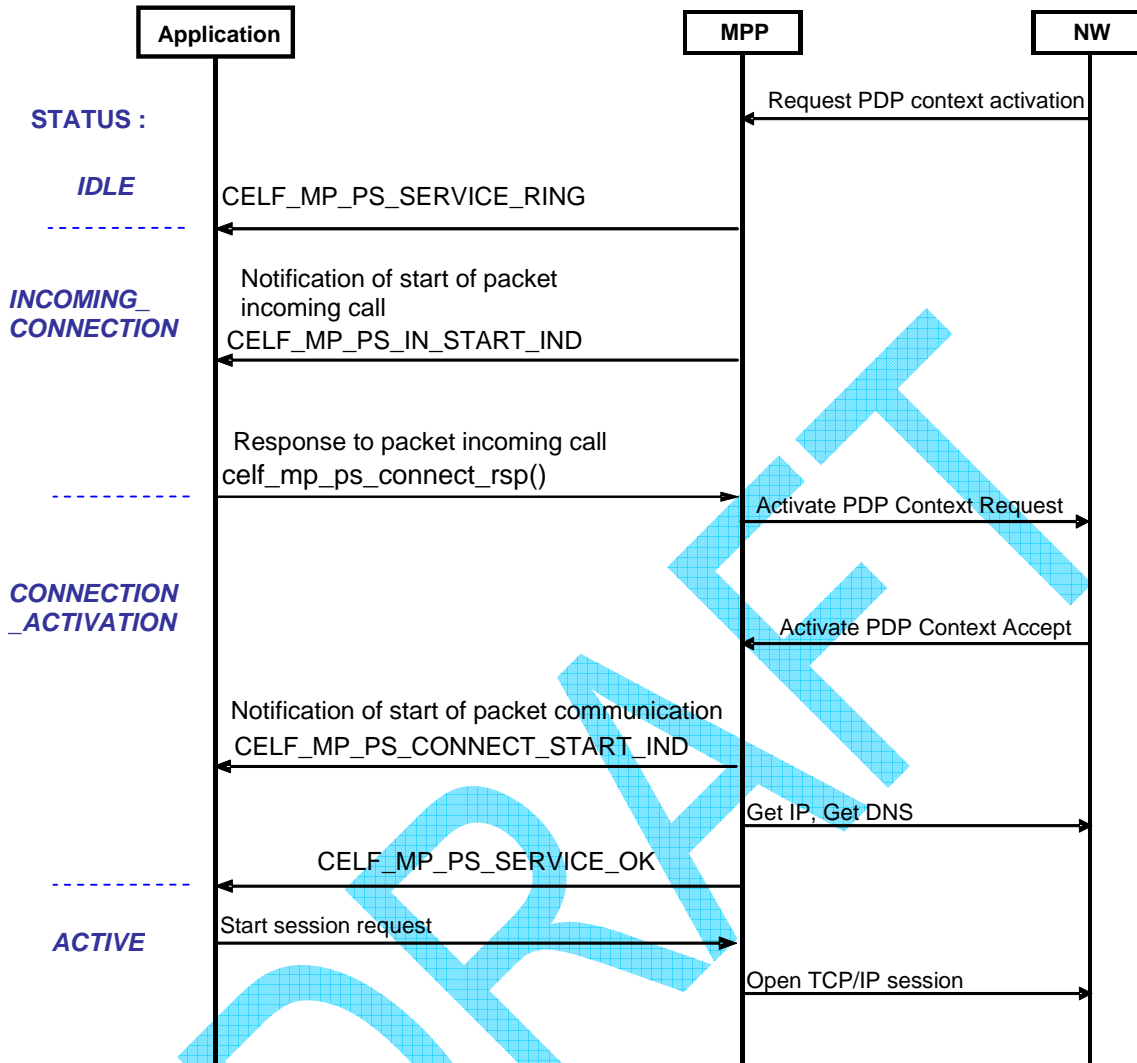 Application
MPP
NW
Request PDP context activation
STATUS :
IDLE
CELF_MP_PS_SERVICE_RING
Notification of start of packet
incoming call
INCOMING_
CONNECTION
CELF_MP_PS_IN_START_IND
Response to packet incoming call
celf_mp_ps_connect_rsp()
Activate PDP Context Request
CONNECTION
_ACTIVATION
Activate PDP Context Accept
Notification of start of packet communication
CELF_MP_PS_CONNECT_START_IND
Get IP, Get DNS
CELF_MP_PS_SERVICE_OK
Start session request
ACTIVE
Open TCP/IP session
DRAFT